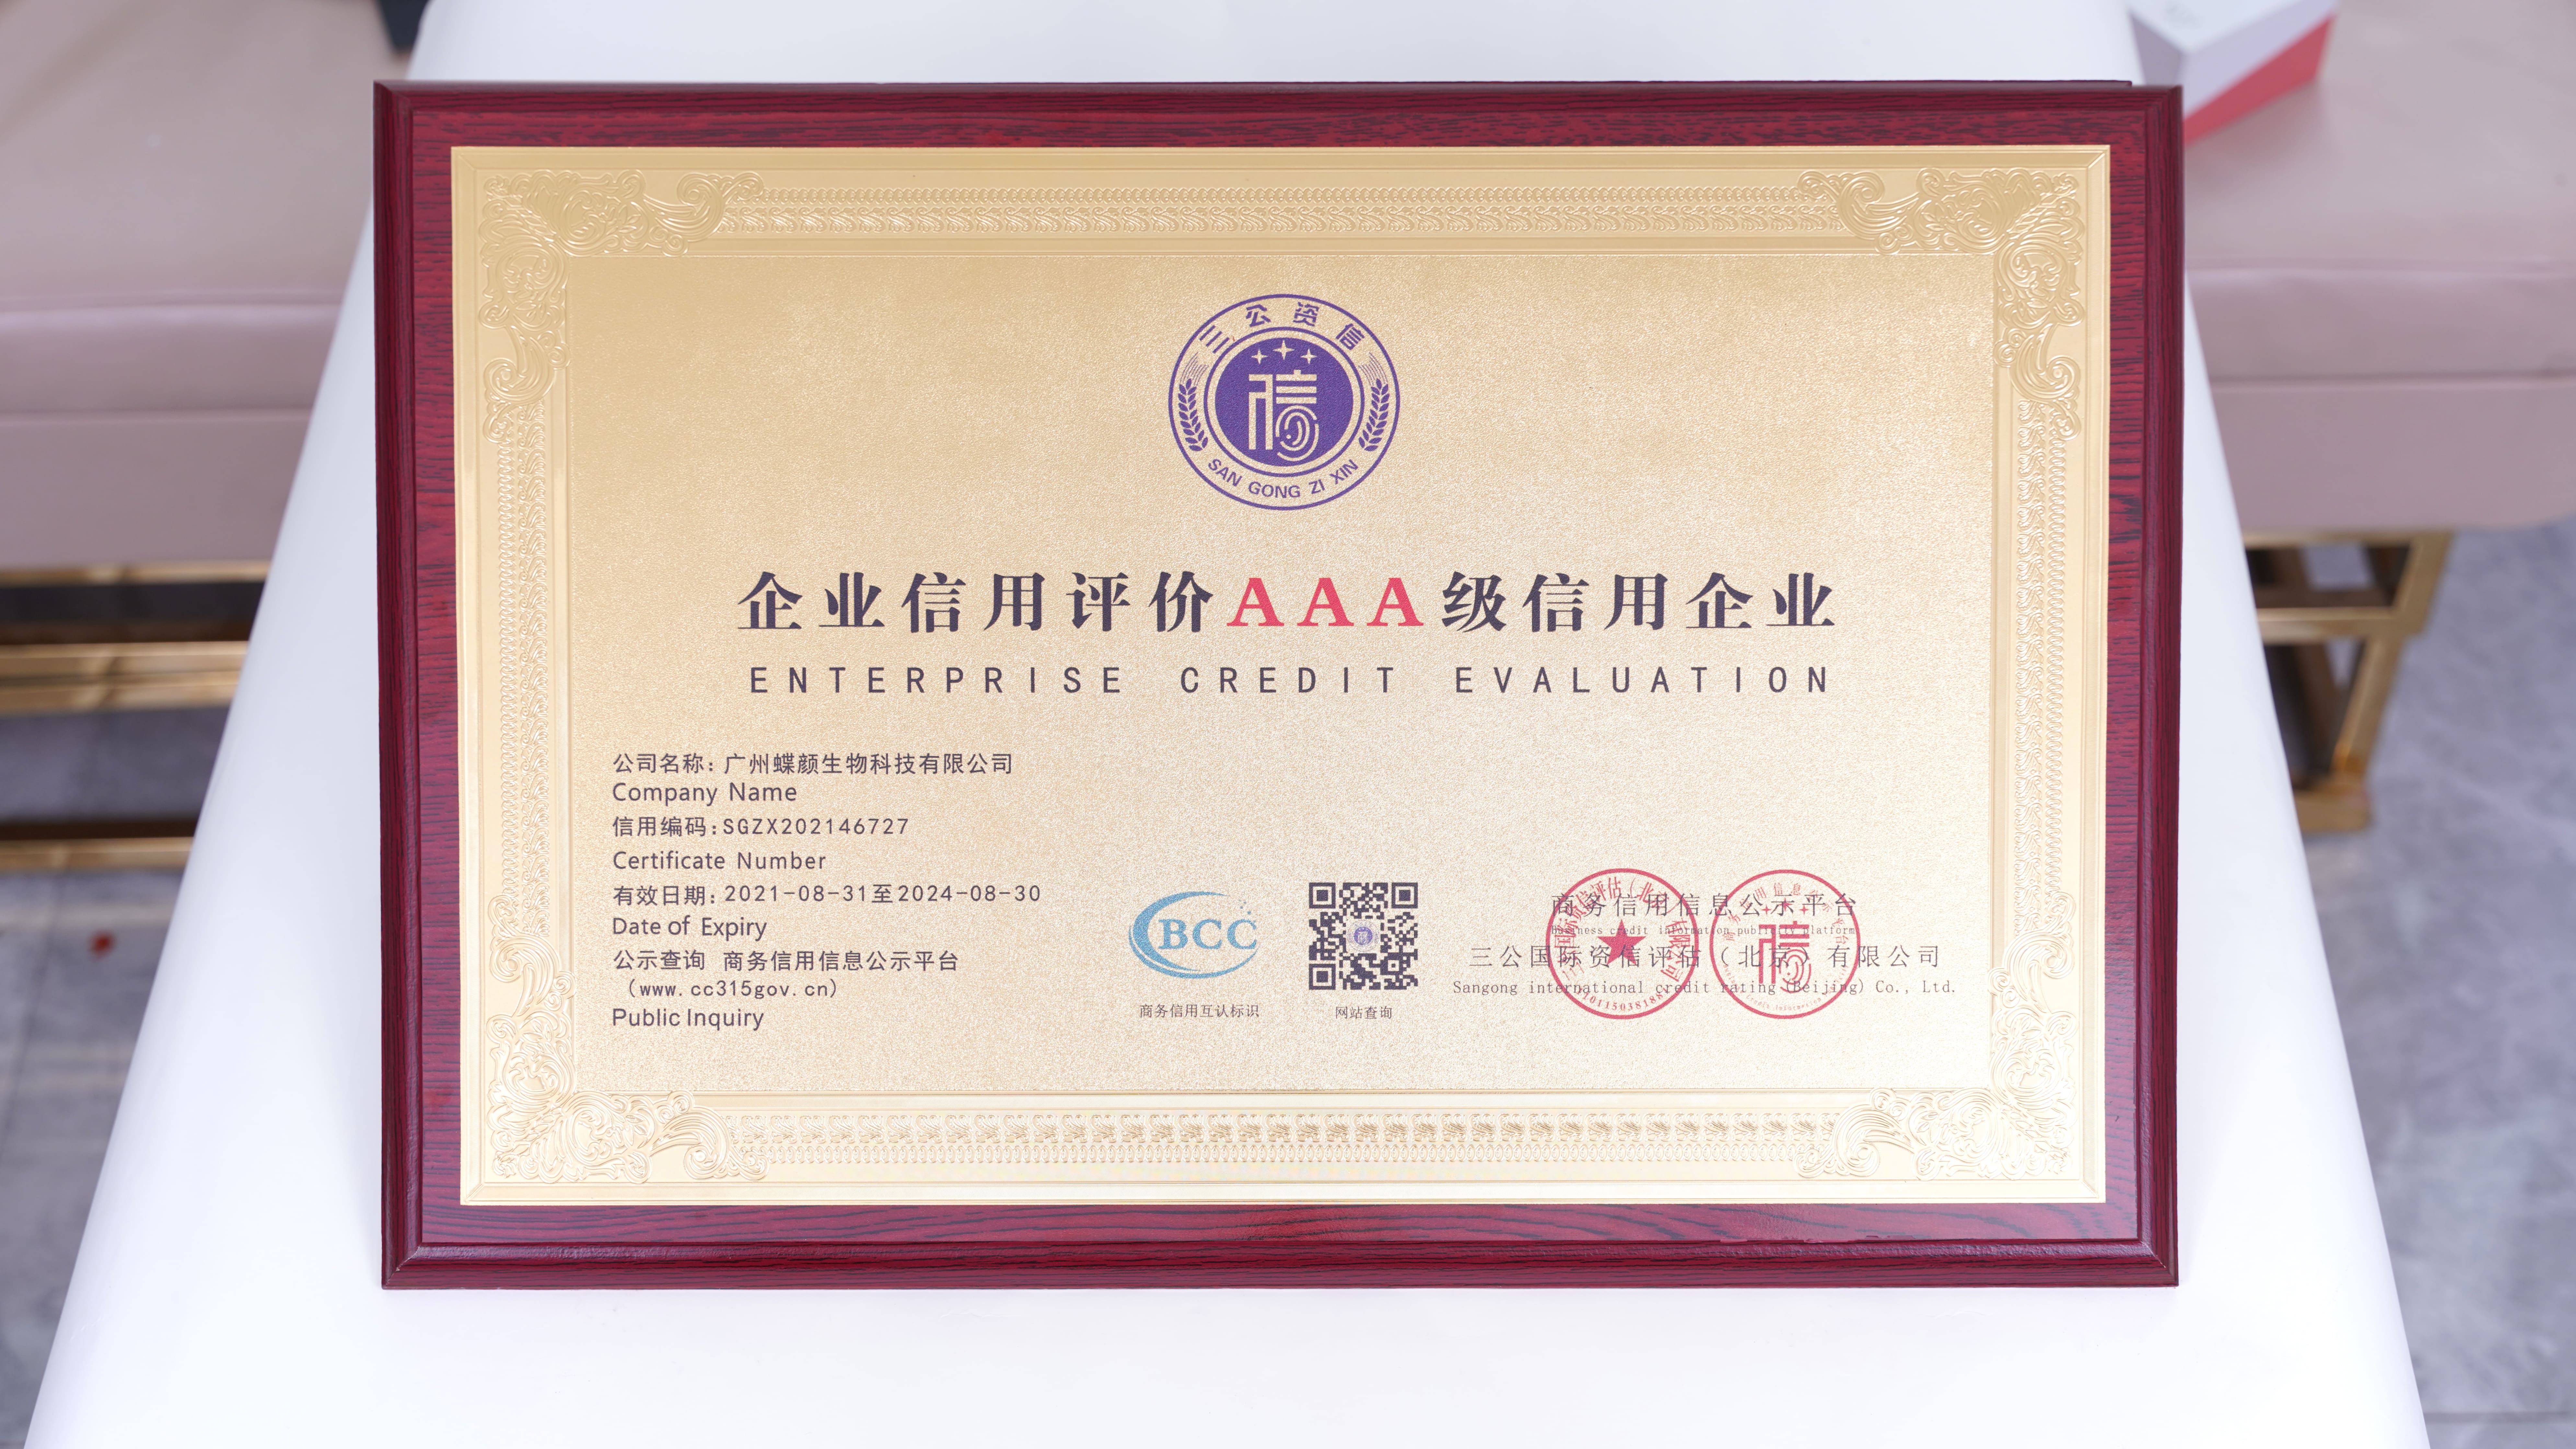 三公资信
SAN GONG ZI XIN
企业信用评价AAA级信用企业
ENTERPRISE CREDIT EVALUATION
公司名称: 广州蝶颜生物科技有限公司
Company Name
信用编码:SGZX202146727
Certificate Number
有效日期: 2021-08-31至2024-08-30
Date of Expiry
公示查询 商务信用信息公示平台
(www.cc315gov.cn)
Public Inquiry
BCC
商务信用互认标识
网站查询
商务信用信息公示平台
Business credit information publicity platform
三公国际资信评估（北京）有限公司
Sangong international credit rating (Beijing) Co., Ltd.